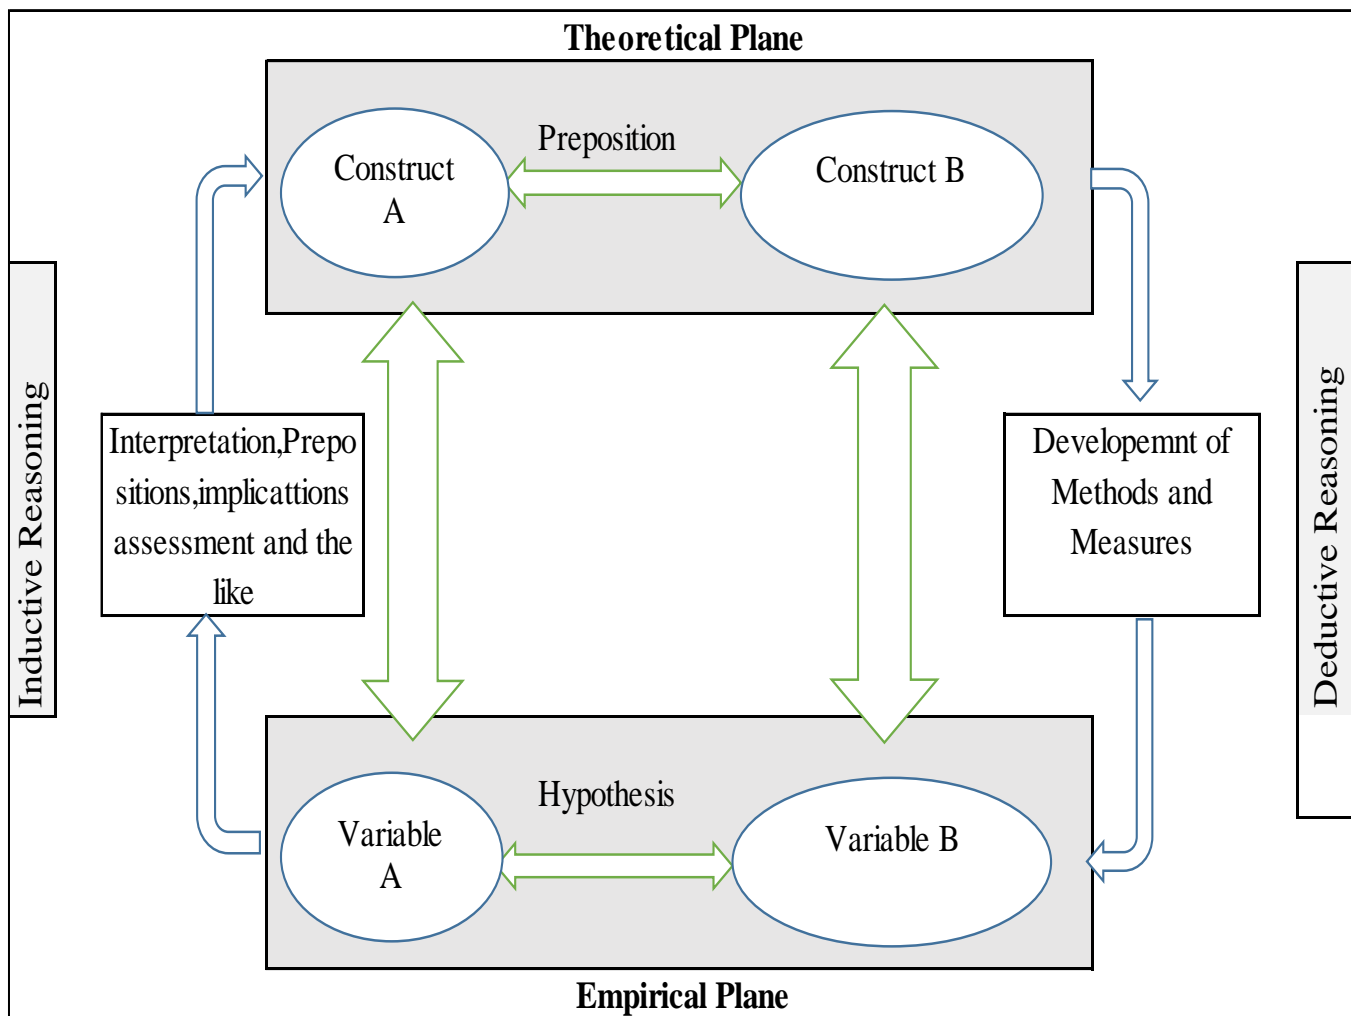 Theoretical Plane
Preposition
Construct
A
Construct B
Inductive Reasoning
Interpretation,Prepo
sitions,implicattions
assessment and the
like
Developemnt of
Methods and
Measures
Deductive Reasoning
Hypothesis
Variable
A
Variable B
Empirical Plane